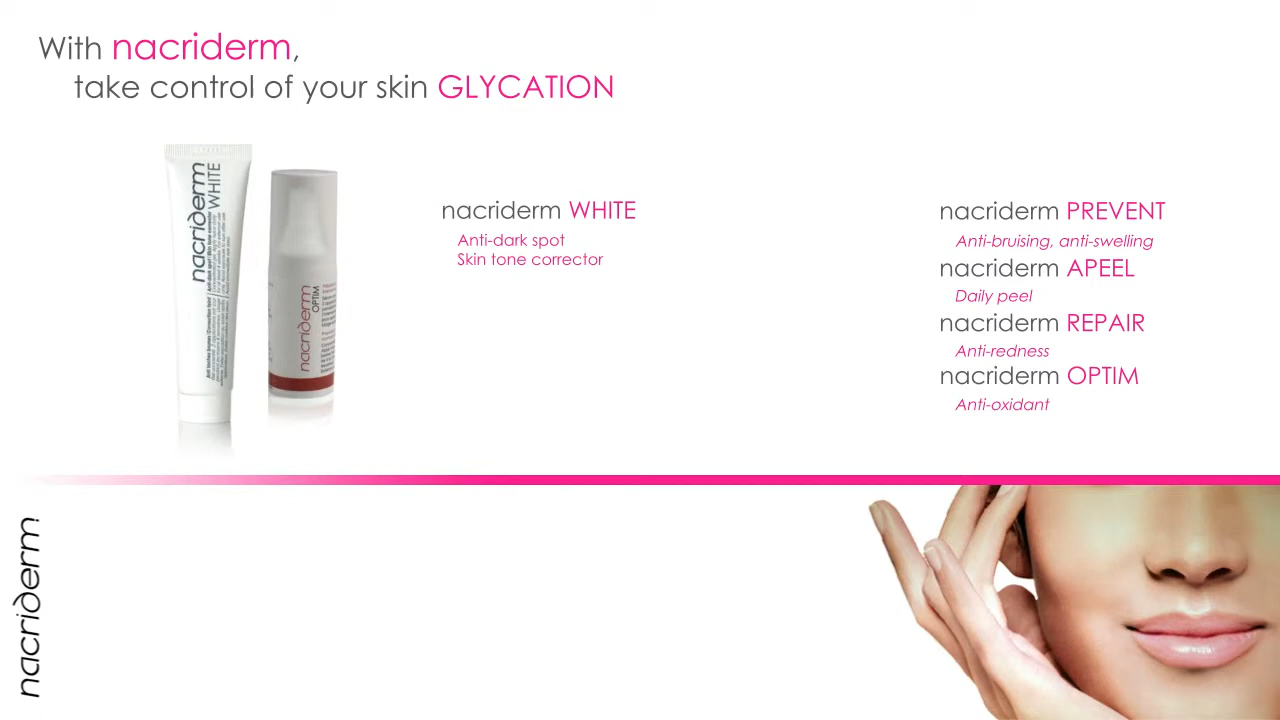 With nacriderm,
take control of your skin GLYCATION
nacriderm WHITE
Anti-dark spot
Skin tone corrector
nacriderm PREVENT
Anti-bruising, anti-swelling
nacriderm APEEL
Daily peel
nacriderm REPAIR
Anti-redness
nacriderm OPTIM
Anti-oxidant
nacriderm
WHITE
nacriderm
OPTIM
nacriderm